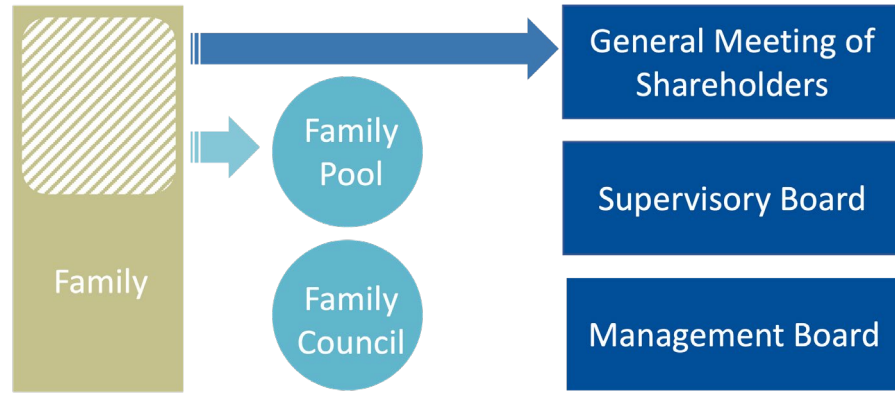 Family
Family
Pool
Family
Council
General Meeting of
Shareholders
Supervisory Board
Management Board